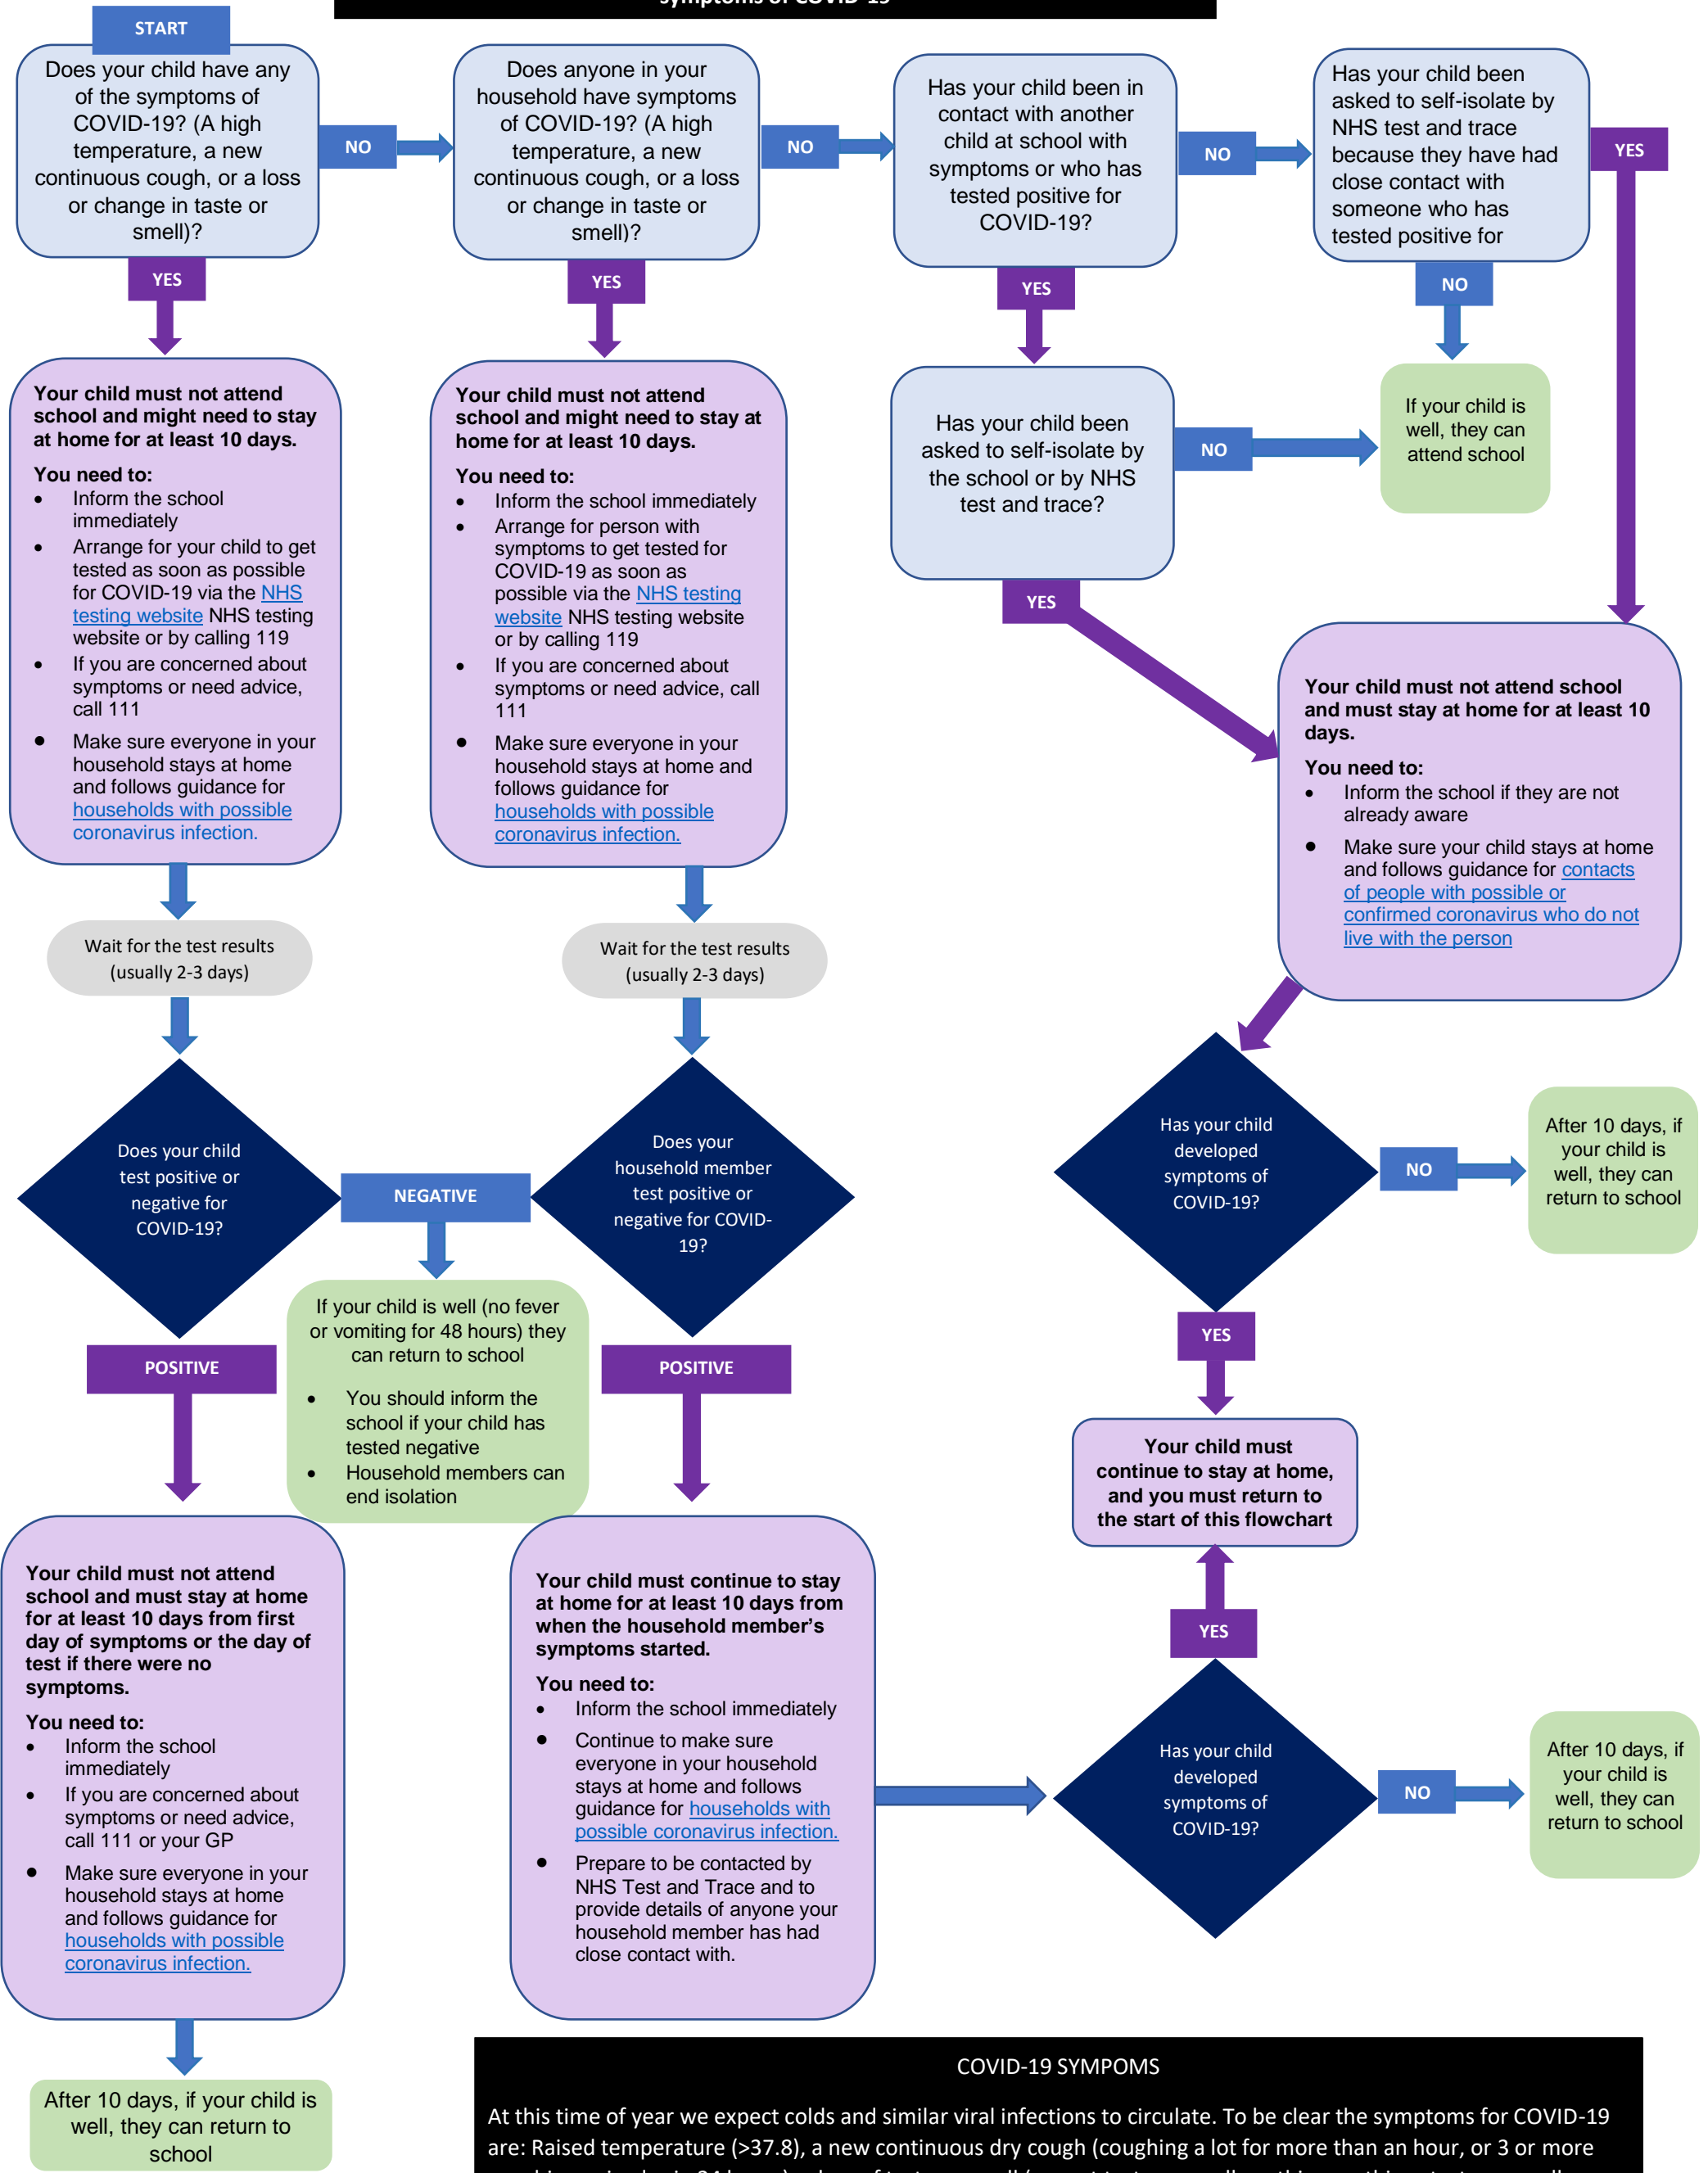 symptoms of COVID-19
START
Does your child have any
of the symptoms of
COVID-19? (A high
temperature, a new
continuous cough, or a loss
or change in taste or
smell)?
NO
Does anyone in your
household have symptoms
of COVID-19? (A high
temperature, a new
continuous cough, or a loss
or change in taste or
smell)?
NO
Has your child been in
contact with another
child at school with
symptoms or who has
tested positive for
COVID-19?
NO
Has your child been
asked to self-isolate by
NHS test and trace
because they have had
close contact with
someone who has
tested positive for
YES
YES
YES
YES
NO
Your child must not attend
school and might need to stay
at home for at least 10 days.
You need to:
• Inform the school
immediately
• Arrange for your child to get
tested as soon as possible
for COVID-19 via the NHS
testing website NHS testing
website or by calling 119
• If you are concerned about
symptoms or need advice,
call 111
• Make sure everyone in your
household stays at home
and follows guidance for
households with possible
coronavirus infection.
Your child must not attend
school and might need to stay at
home for at least 10 days.
You need to:
• Inform the school immediately
• Arrange for person with
symptoms to get tested for
COVID-19 as soon as
possible via the NHS testing
website NHS testing website
or by calling 119
• If you are concerned about
symptoms or need advice, call
111
• Make sure everyone in your
household stays at home and
follows guidance for
households with possible
coronavirus infection.
Has your child been
asked to self-isolate by
the school or by NHS
test and trace?
NO
If your child is
well, they can
attend school
YES
Your child must not attend school
and must stay at home for at least 10
days.
You need to:
• Inform the school if they are not
already aware
• Make sure your child stays at home
and follows guidance for contacts
of people with possible or
confirmed coronavirus who do not
live with the person
Wait for the test results
(usually 2-3 days)
Wait for the test results
(usually 2-3 days)
Does your child
test positive or
negative for
COVID-19?
NEGATIVE
Does your
household member
test positive or
negative for COVID-
19?
Has your child
developed
symptoms of
COVID-19?
NO
After 10 days, if
your child is
well, they can
return to school
If your child is well (no fever
or vomiting for 48 hours) they
can return to school
• You should inform the
school if your child has
tested negative
• Household members can
end isolation
POSITIVE
POSITIVE
YES
Your child must
continue to stay at home,
and you must return to
the start of this flowchart
Your child must not attend
school and must stay at home
for at least 10 days from first
day of symptoms or the day of
test if there were no
symptoms.
You need to:
• Inform the school
immediately
• If you are concerned about
symptoms or need advice,
call 111 or your GP
• Make sure everyone in your
household stays at home
and follows guidance for
households with possible
coronavirus infection.
Your child must continue to stay
at home for at least 10 days from
when the household member's
symptoms started.
You need to:
• Inform the school immediately
• Continue to make sure
everyone in your household
stays at home and follows
guidance for households with
possible coronavirus infection.
• Prepare to be contacted by
NHS Test and Trace and to
provide details of anyone your
household member has had
close contact with.
YES
Has your child
developed
symptoms of
COVID-19?
NO
After 10 days, if
your child is
well, they can
return to school
After 10 days, if your child is
well, they can return to
school
COVID-19 SYMPOMS
At this time of year we expect colds and similar viral infections to circulate. To be clear the symptoms for COVID-19
are: Raised temperature (>37.8), a new continuous dry cough (coughing a lot for more than an hour, or 3 or more